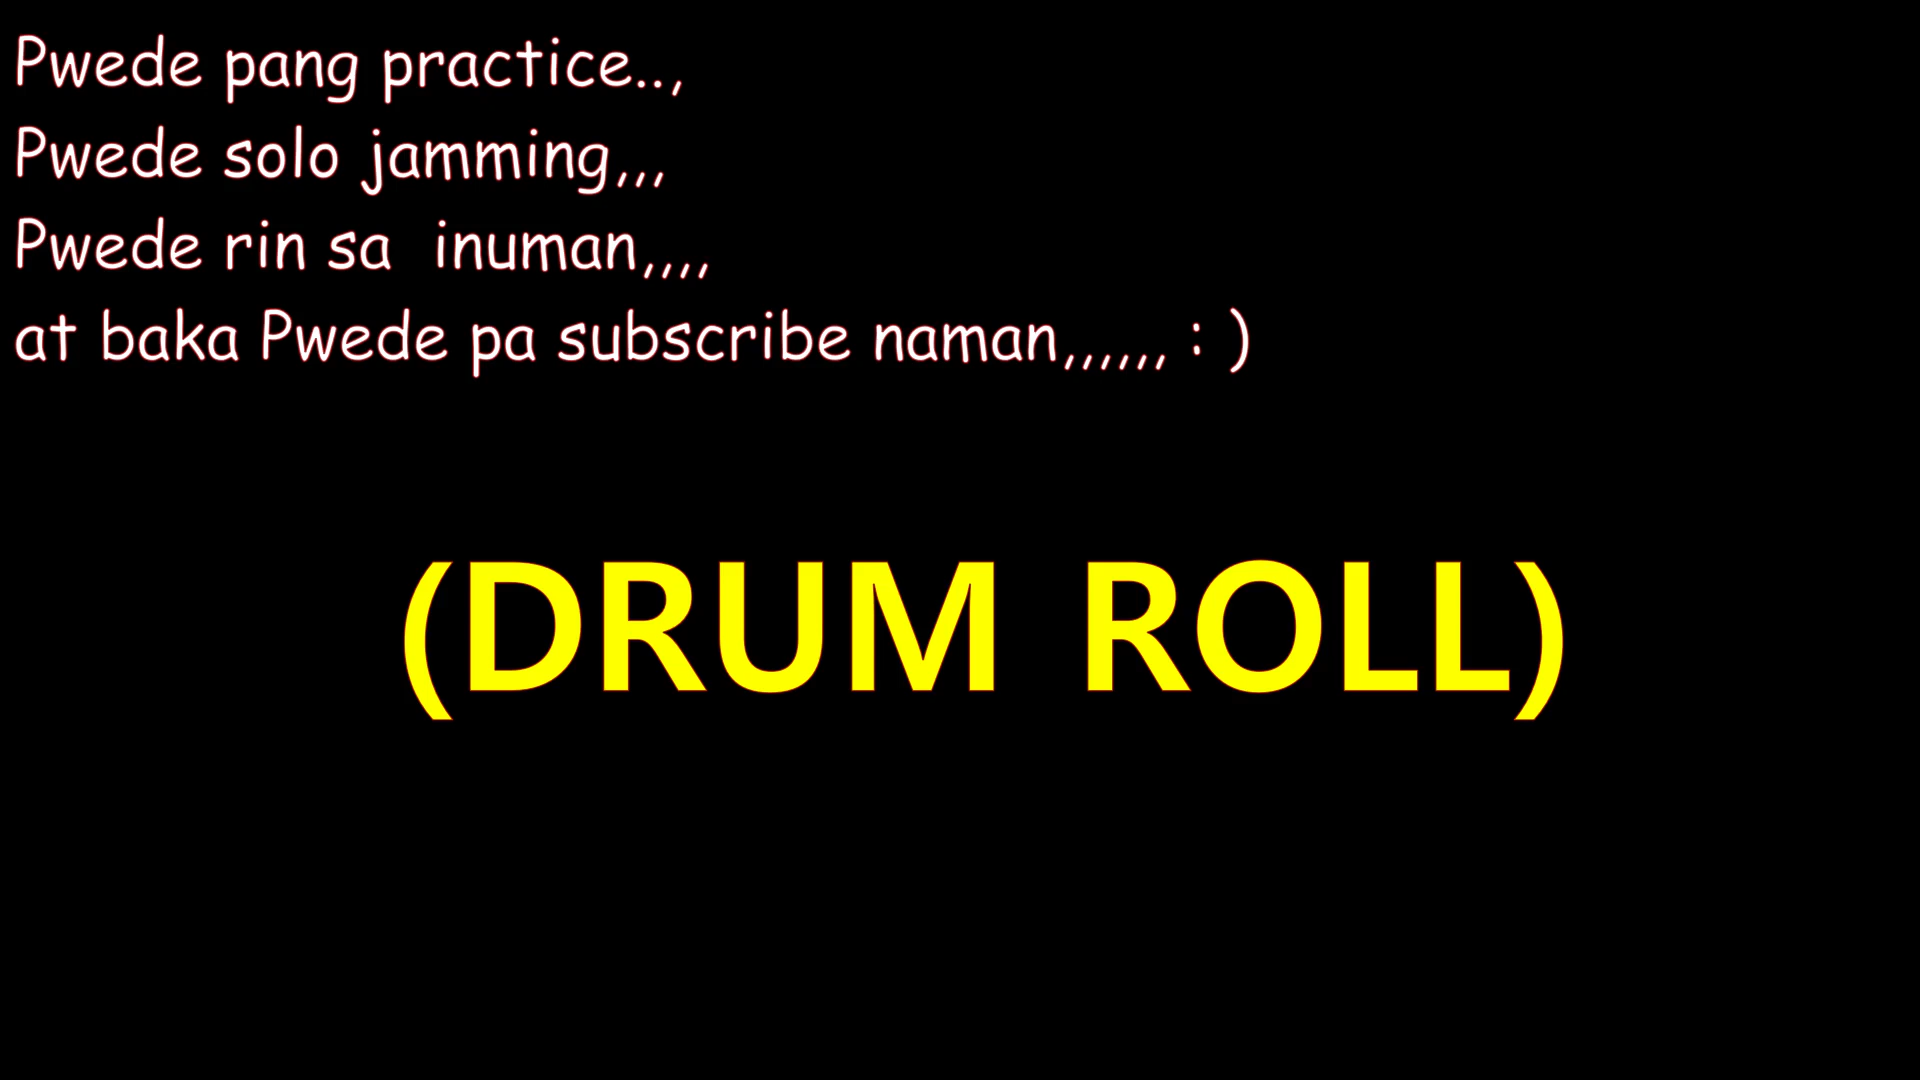 Pwede pang practice..,
Pwede solo jamming,,,
Pwede rin sa  inuman,,,,
at baka Pwede pa subscribe naman,,,,,, : )
(DRUM ROLL)